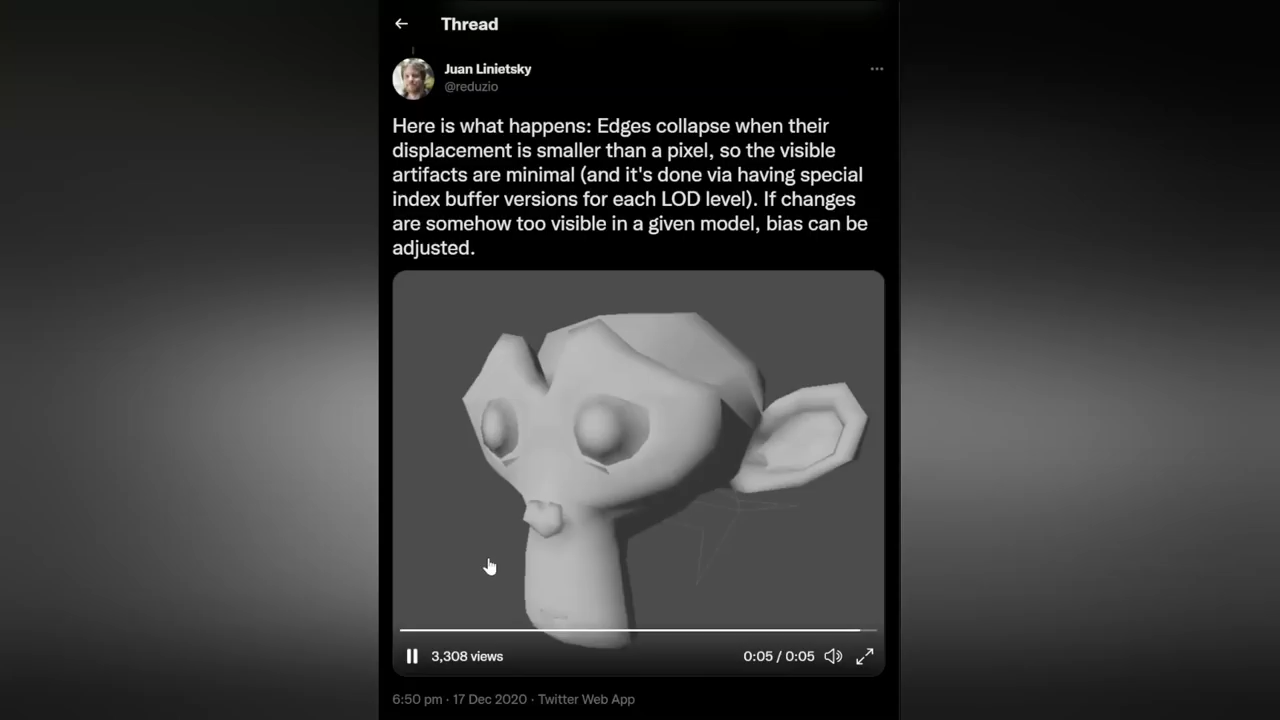 Thread
Juan Linietsky
@reduzio
Here is what happens: Edges collapse when their
displacement is smaller than a pixel, so the visible
artifacts are minimal (and it's done via having special
index buffer versions for each LOD level). If changes
are somehow too visible in a given model, bias can be
adjusted.
3,308 views
0:05 / 0:05
6:50 pm · 17 Dec 2020 · Twitter Web App